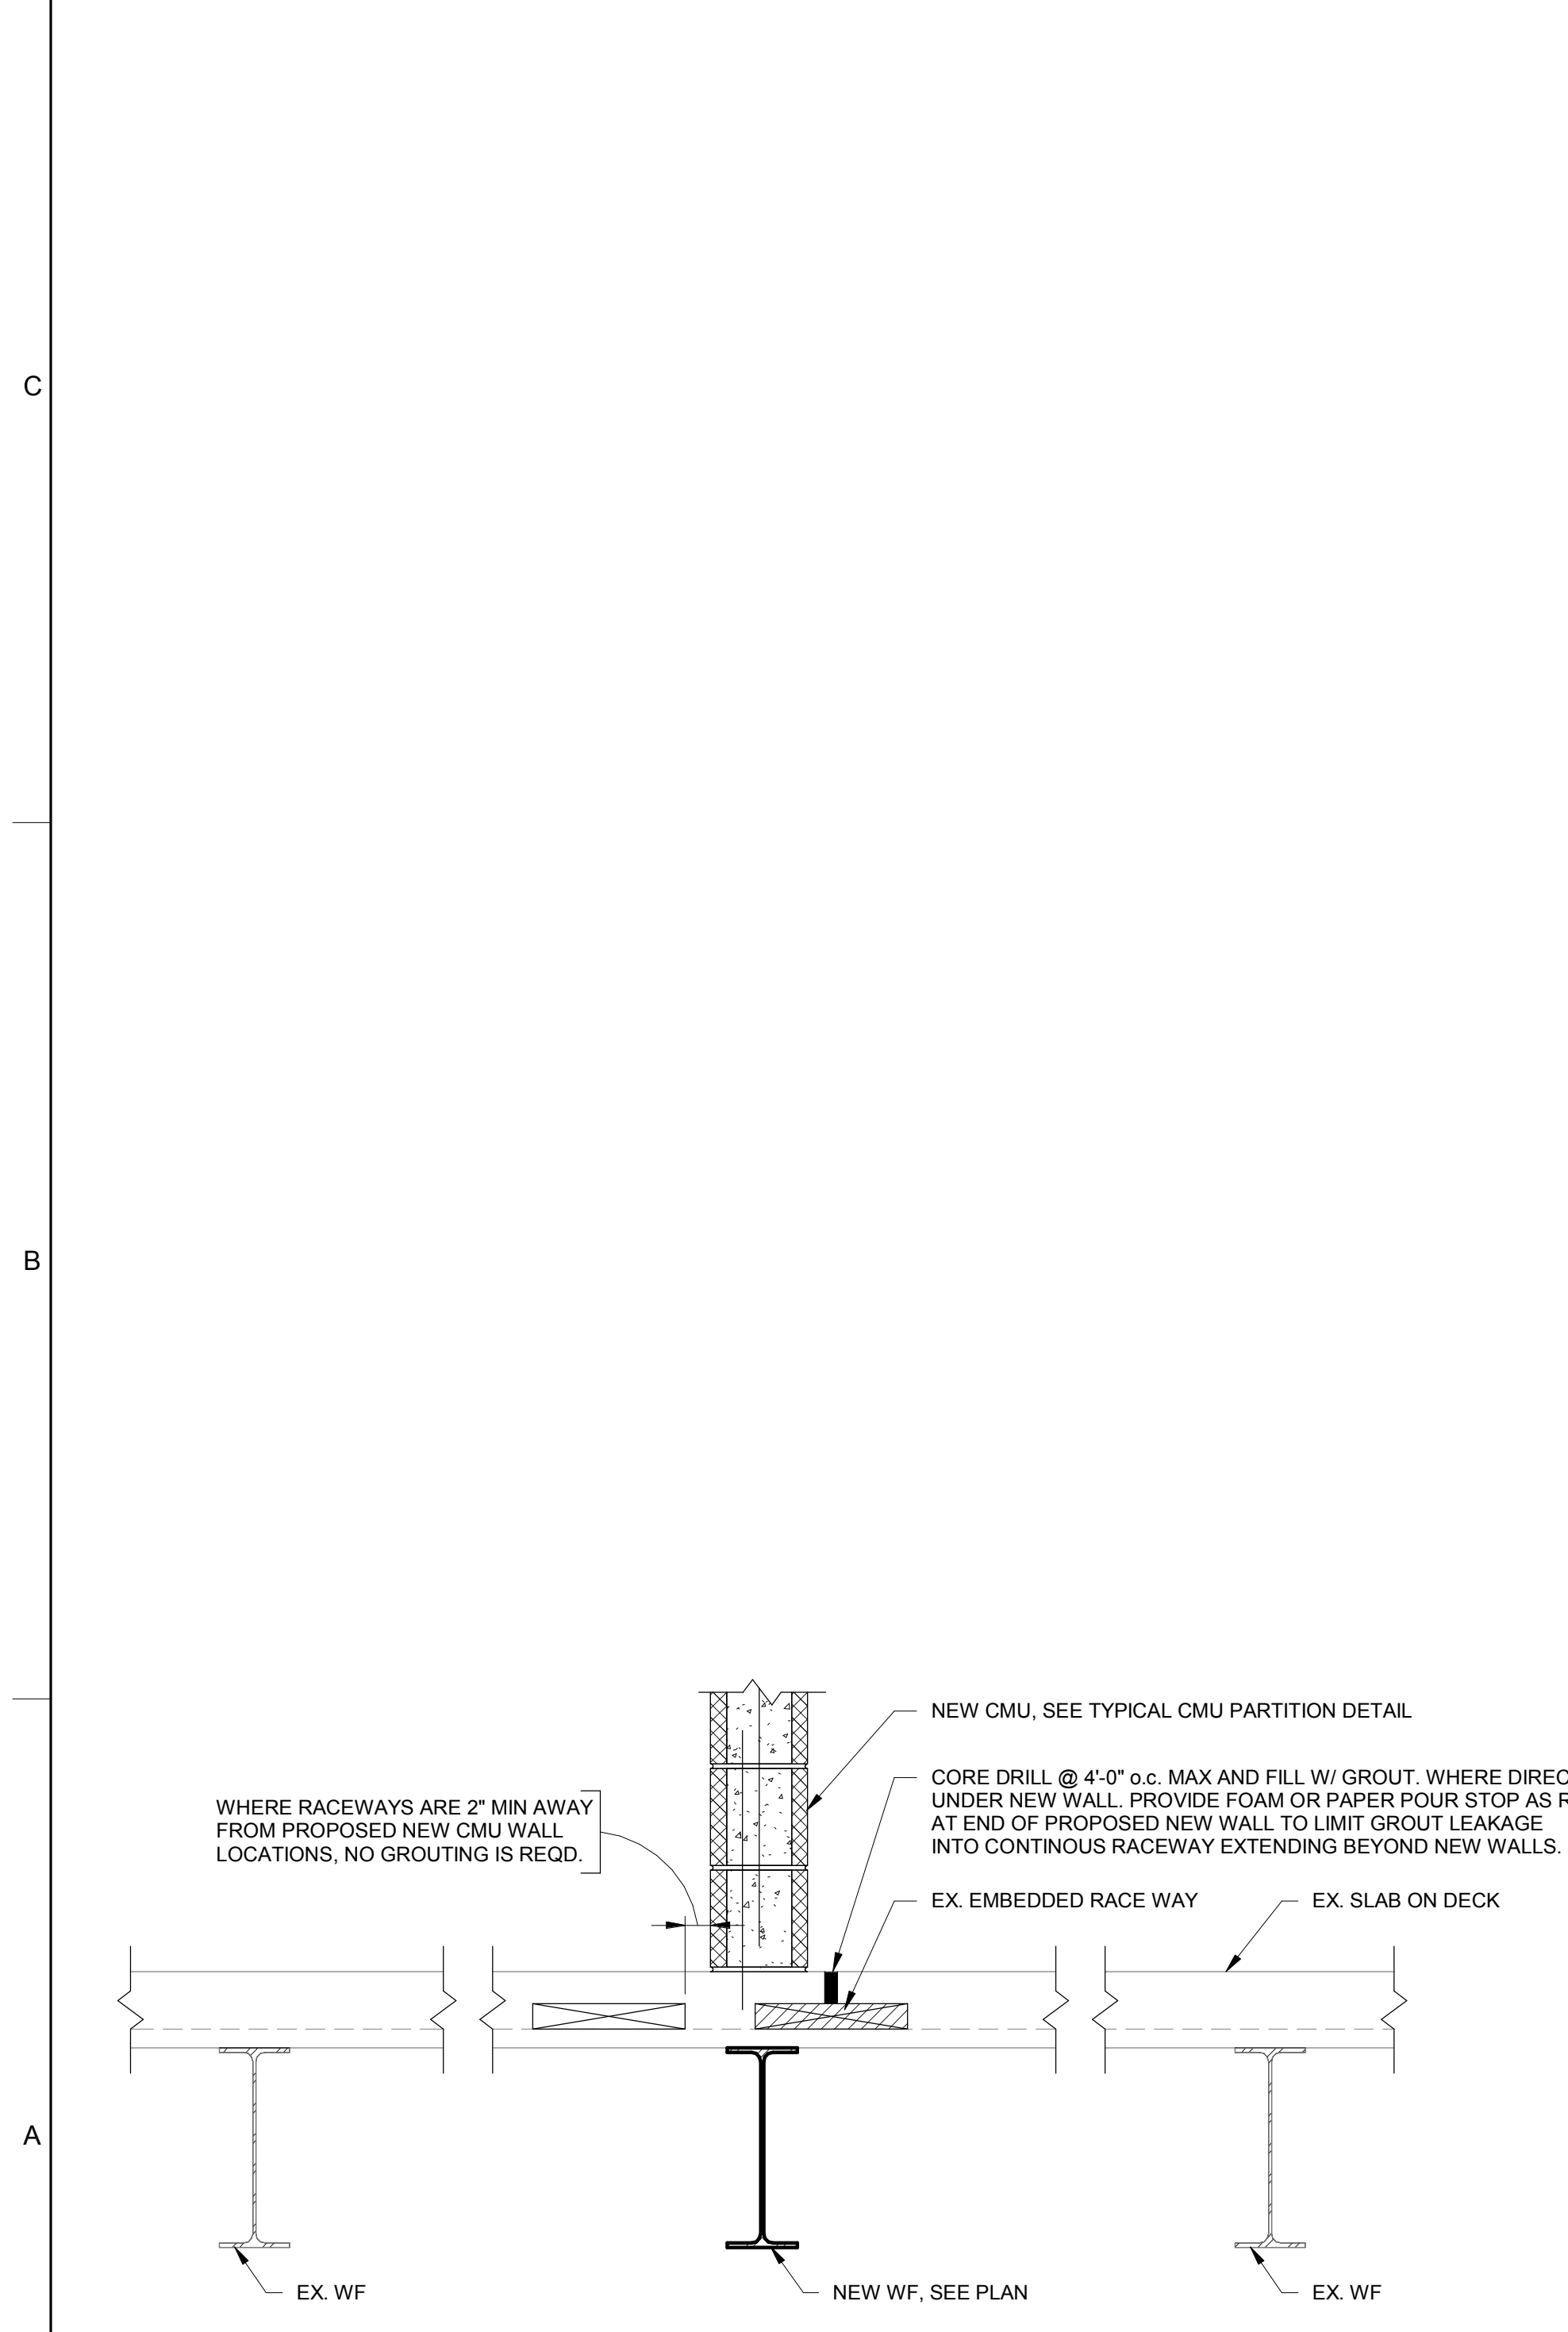 C
B
A
NEW CMU, SEE TYPICAL CMU PARTITION DETAIL
CORE DRILL @ 4'-0" o.c. MAX AND FILL W/ GROUT. WHERE
UNDER NEW WALL. PROVIDE FOAM OR PAPER POUR STOP AS
AT END OF PROPOSED NEW WALL TO LIMIT GROUT LEAKAGE
INTO CONTINOUS RACEWAY EXTENDING BEYOND NEW WALLS.
WHERE RACEWAYS ARE 2" MIN AWAY
FROM PROPOSED NEW CMU WALL
LOCATIONS, NO GROUTING IS REQD.
EX. EMBEDDED RACE WAY
EX. SLAB ON DECK
EX. WF
NEW WF, SEE PLAN
EX. WF